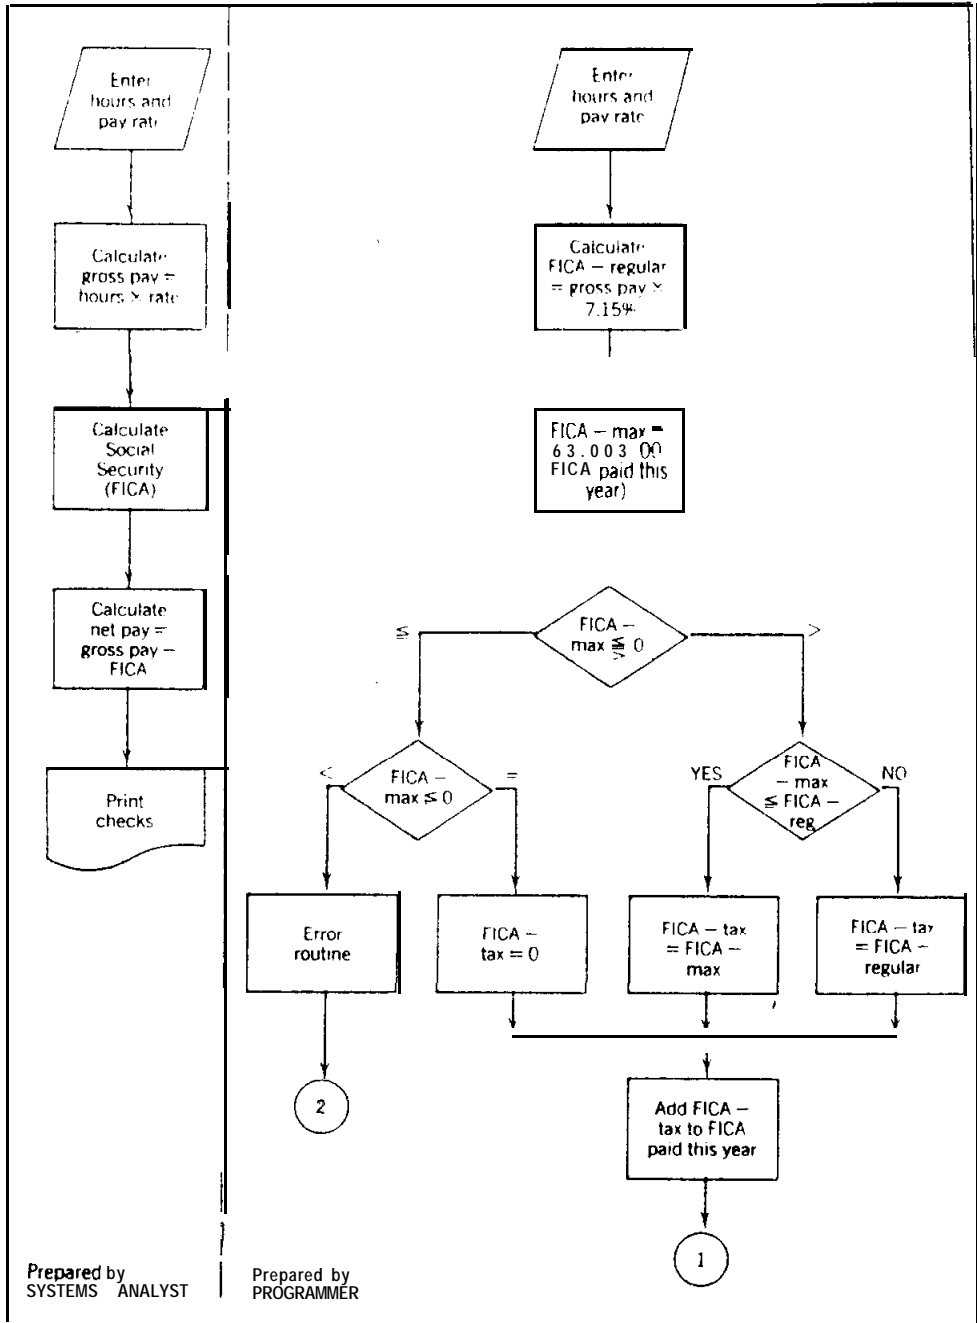 Enter
hours and
pay rate
Calculate
gross pay =
hours × rate
Calculate
Social
Security
(FICA)
Calculate
net pay =
gross pay –
FICA
Print
checks
Prepared by
SYSTEMS ANALYST
Enter
hours and
pay rate
Calculate
FICA – regular
= gross pay ×
7.15%
FICA – max =
63.003 00
FICA paid this
year)
FICA –
max ≦ 0
>
≦
>
FICA –
max ≤ 0
<
=
FICA
– max
≦ FICA –
reg
YES
NO
Error
routine
FICA –
tax = 0
FICA – tax
= FICA –
max
FICA – tax
= FICA –
regular
2
Add FICA –
tax to FICA
paid this year
1
Prepared by
PROGRAMMER